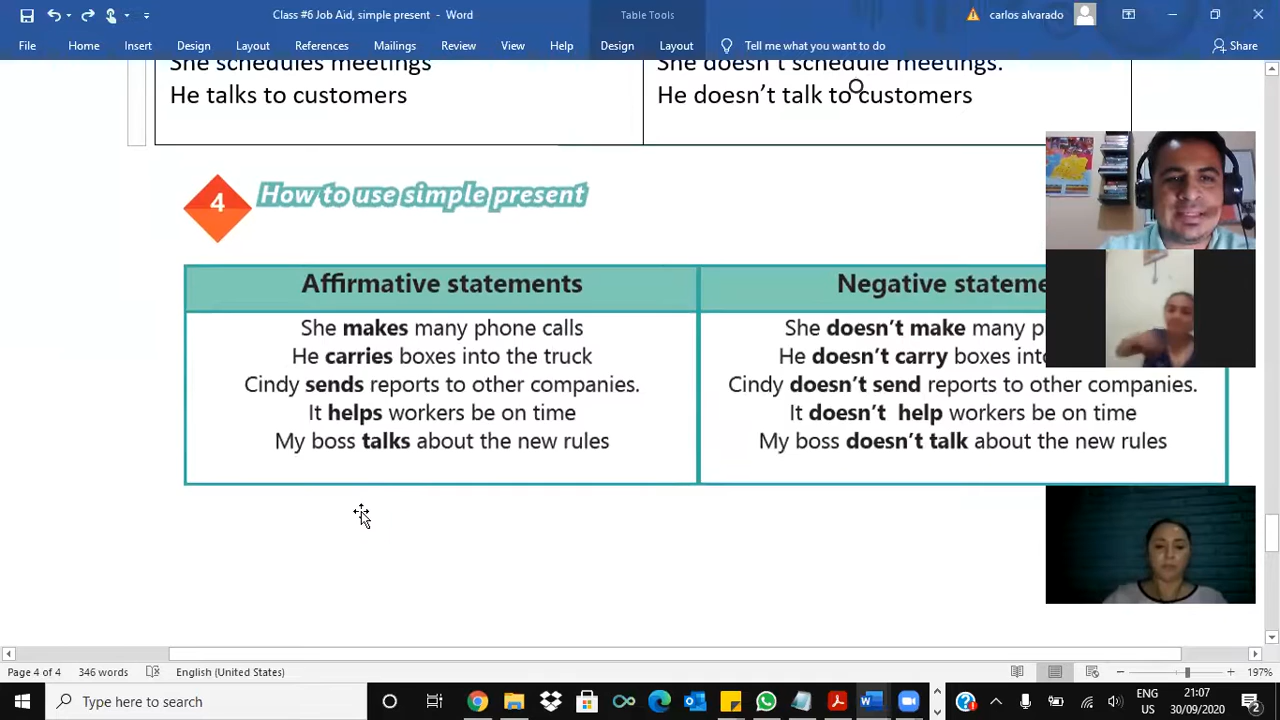 Class #6 Job Aid, simple present - Word
Table Tools
carlos alvarado
File Home Insert Design Layout References Mailings Review View Help Design Layout Tell me what you want to do Share
She schedules meetings
She doesn't schedule meetings.
He talks to customers
He doesn't talk to customers
4
How to use simple present
Affirmative statements
She makes many phone calls
He carries boxes into the truck
Cindy sends reports to other companies.
It helps workers be on time
My boss talks about the new rules
Negative stateme
She doesn't make many p
He doesn't carry boxes into
Cindy doesn't send reports to other companies.
It doesn't help workers be on time
My boss doesn't talk about the new rules
Page 4 of 4 346 words English (United States) 197%
Type here to search
ENG
US
21:07
30/09/2020
2